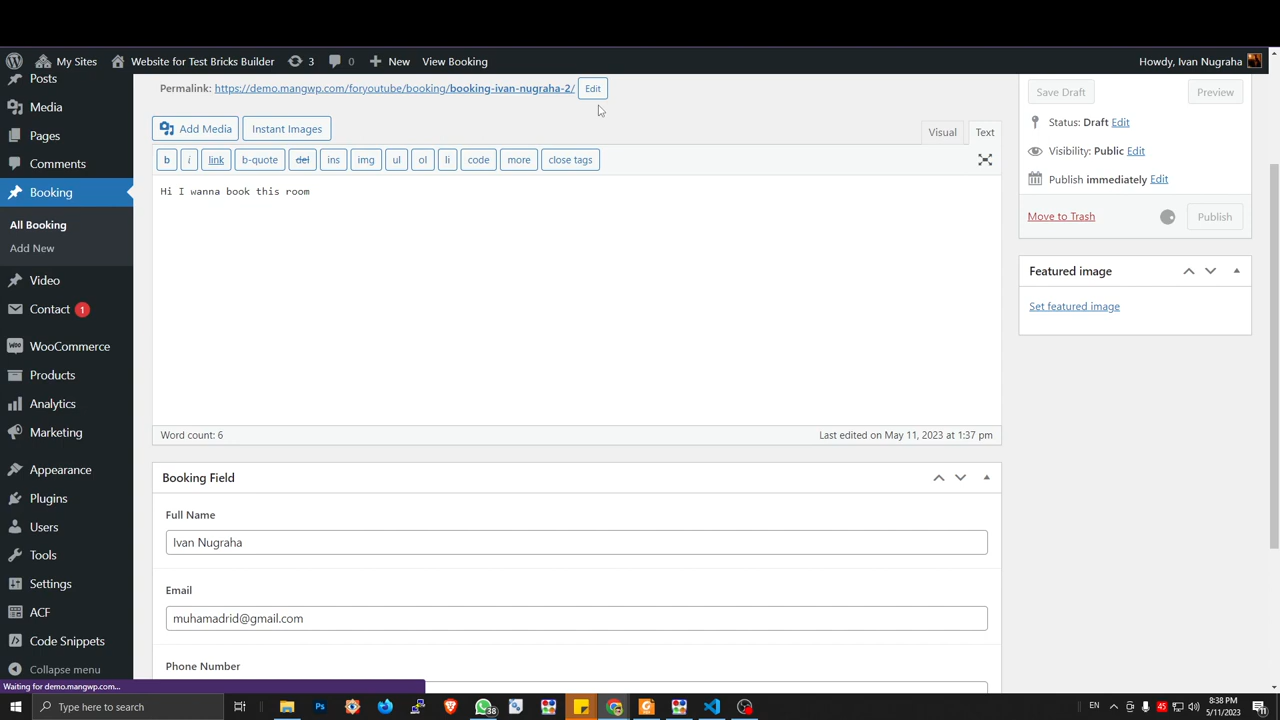 My Sites
Website for Test Bricks Builder
3
0
New
View Booking
Howdy, Ivan Nugraha
Posts
Media
Pages
Comments
Booking
All Booking
Add New
Video
Contact 1
WooCommerce
Products
Analytics
Marketing
Appearance
Plugins
Users
Tools
Settings
ACF
Code Snippets
Collapse menu
Permalink: https://demo.mangwp.com/foryoutube/booking/booking-ivan-nugraha-2/ Edit
Add Media
Instant Images
Visual
Text
b
i
link
b-quote
del
ins
img
ul
ol
li
code
more
close tags
Hi I wanna book this room
Word count: 6
Last edited on May 11, 2023 at 1:37 pm
Booking Field
Full Name
Ivan Nugraha
Email
muhamadrid@gmail.com
Phone Number
Save Draft
Preview
Status: Draft Edit
Visibility: Public Edit
Publish immediately Edit
Move to Trash
Publish
Featured image
Set featured image
Waiting for demo.mangwp.com...
Type here to search
38
EN
45
8:38 PM
5/11/2023